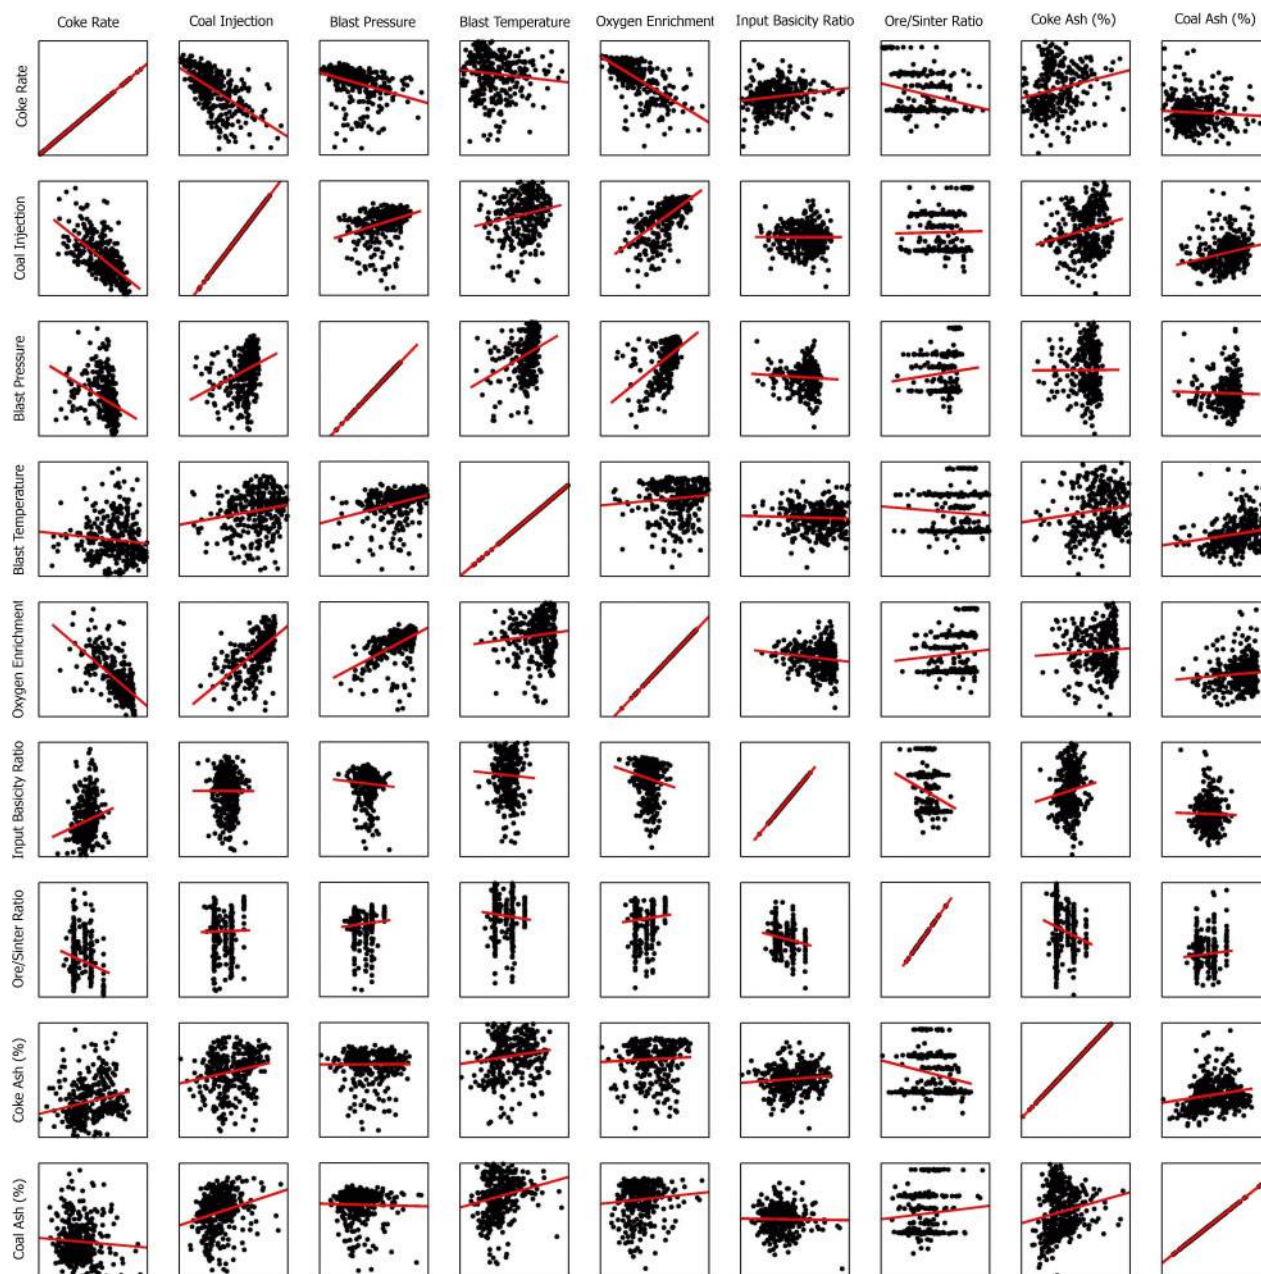 Coke Rate Coal Injection Blast Pressure Blast Temperature Oxygen Enrichment Input Basicity Ratio Ore/Sinter Ratio Coke Ash (%) Coal Ash (%)
Coke Rate
Coal Injection
Blast Pressure
Blast Temperature
Oxygen Enrichment
Input Basicity Ratio
Ore/Sinter Ratio
Coke Ash (%)
Coal Ash (%)